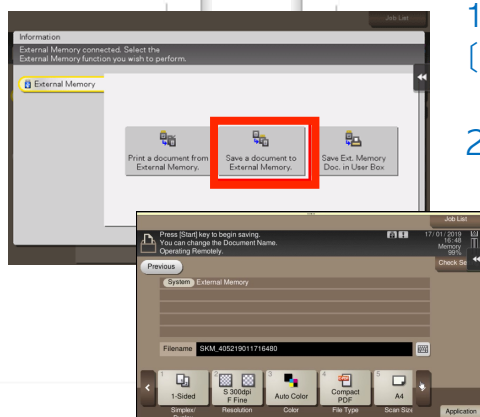 Job List
Information
External Memory connected. Select the
External Memory function you wish to perform.
External Memory
Print a document from
External Memory.
Save a document to
External Memory.
Save Ext. Memory
Doc. in User Box
1
(
2
Job List
Press [Start] key to begin saving.
You can change the Document Name.
Operating Remotely.
17/01/2019
16:48
Memory
99%
Previous
Check Se
System External Memory
Filename SKM_405219011716480
1 2 3 4 5
1-Sided
S 300dpi
F Fine
Auto Color
Compact
PDF
A4
Simplex/
Resolution
Color
File Type
Scan Size
Application